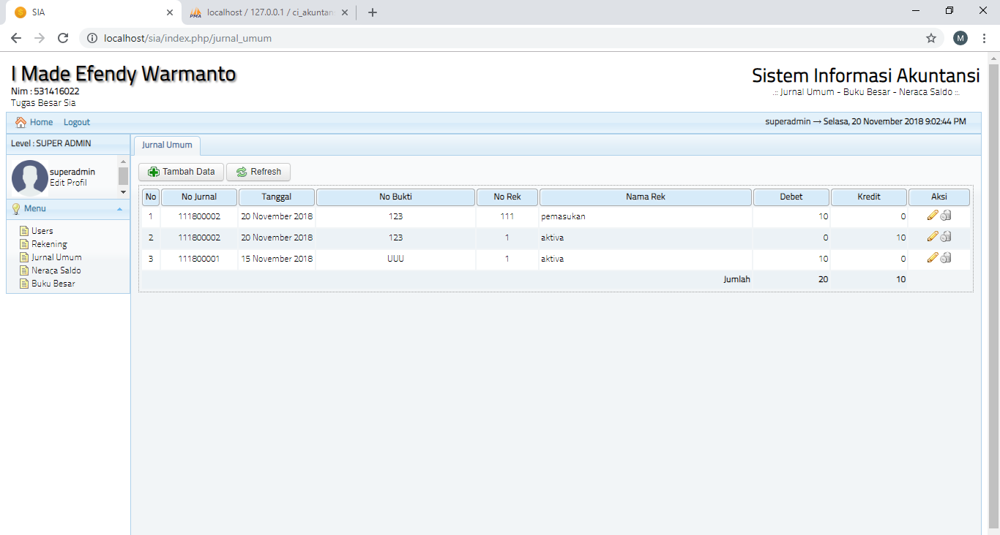 SIA
localhost / 127.0.0.1 / ci_akuntan
localhost/sia/index.php/jurnal_umum
M
I Made Efendy Warmanto
Nim : 531416022
Tugas Besar Sia
Sistem Informasi Akuntansi
.:: Jurnal Umum - Buku Besar - Neraca Saldo ::.
Home Logout
superadmin → Selasa, 20 November 2018 9:02:44 PM
Level : SUPER ADMIN
superadmin
Edit Profil
Menu
Users
Rekening
Jurnal Umum
Neraca Saldo
Buku Besar
Jurnal Umum
Tambah Data Refresh
No No Jurnal Tanggal No Bukti No Rek Nama Rek Debet Kredit Aksi
1 111800002 20 November 2018 123 111 pemasukan 10 0
2 111800002 20 November 2018 123 1 aktiva 0 10
3 111800001 15 November 2018 UUU 1 aktiva 10 0
Jumlah 20 10